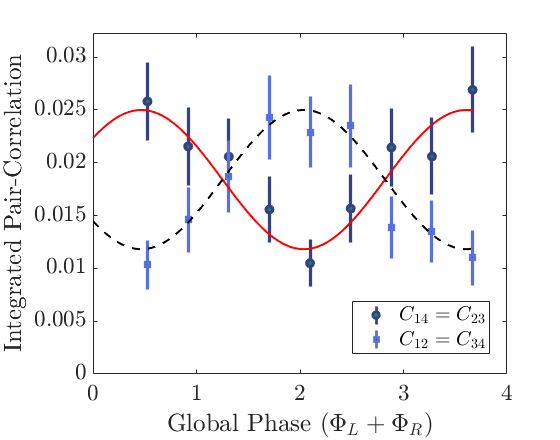 Integrated Pair-Correlation
0.03
0.025
0.02
0.015
0.01
0.005
0
0 1 2 3 4
Global Phase (Φ_L + Φ_R)
C_14 = C_23
C_12 = C_34